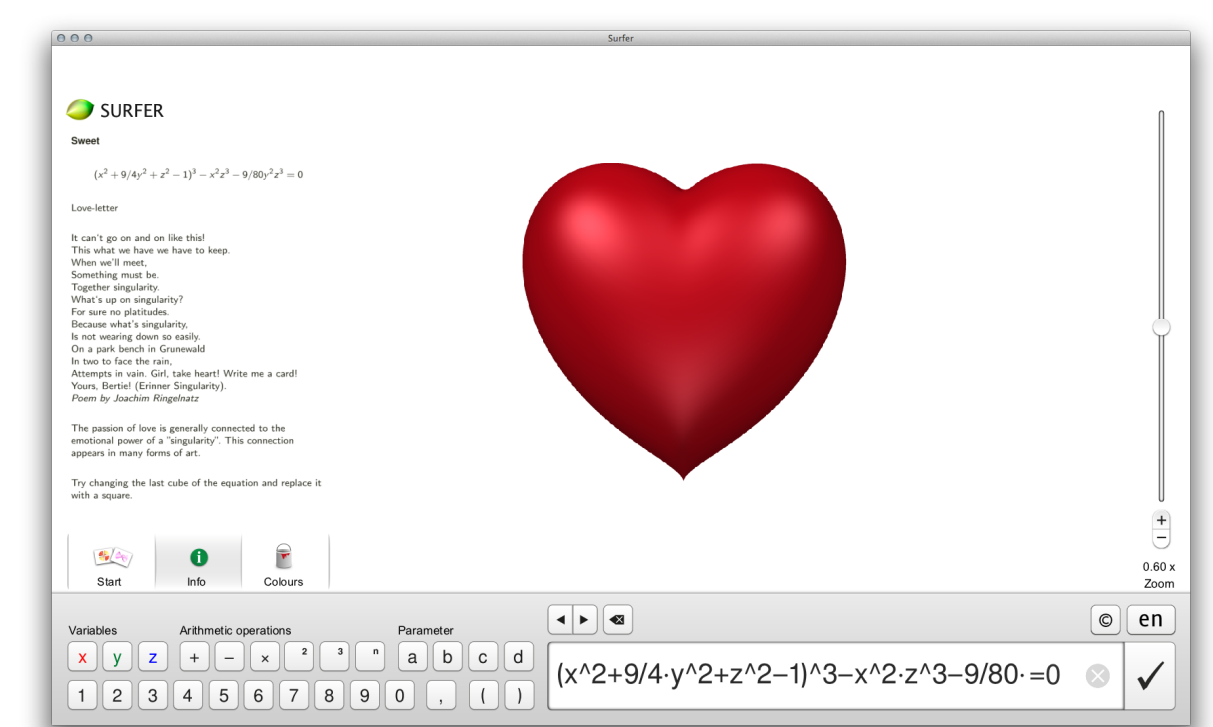 Surfer
SURFER
Sweet
(x² + 9/4y² + z² − 1)³ − x²z³ − 9/80y²z³ = 0
Love-letter
It can't go on and on like this!
This what we have we have to keep.
When we'll meet,
Something must be.
Together singularity.
What's up on singularity?
For sure no platitudes.
Because what's singularity,
Is not wearing down so easily.
On a park bench in Grunewald
In two to face the rain,
Attempts in vain. Girl, take heart! Write me a card!
Yours, Bertie! (Erinner Singularity).
Poem by Joachim Ringelnatz
The passion of love is generally connected to the
emotional power of a "singularity". This connection
appears in many forms of art.
Try changing the last cube of the equation and replace it
with a square.
Start Info Colours
+
−
0.60 x
Zoom
© en
Variables Arithmetic operations Parameter
x y z + − × ² ³ ⁿ a b c d
1 2 3 4 5 6 7 8 9 0 , ( )
(x^2+9/4·y^2+z^2−1)^3−x^2·z^3−9/80·=0